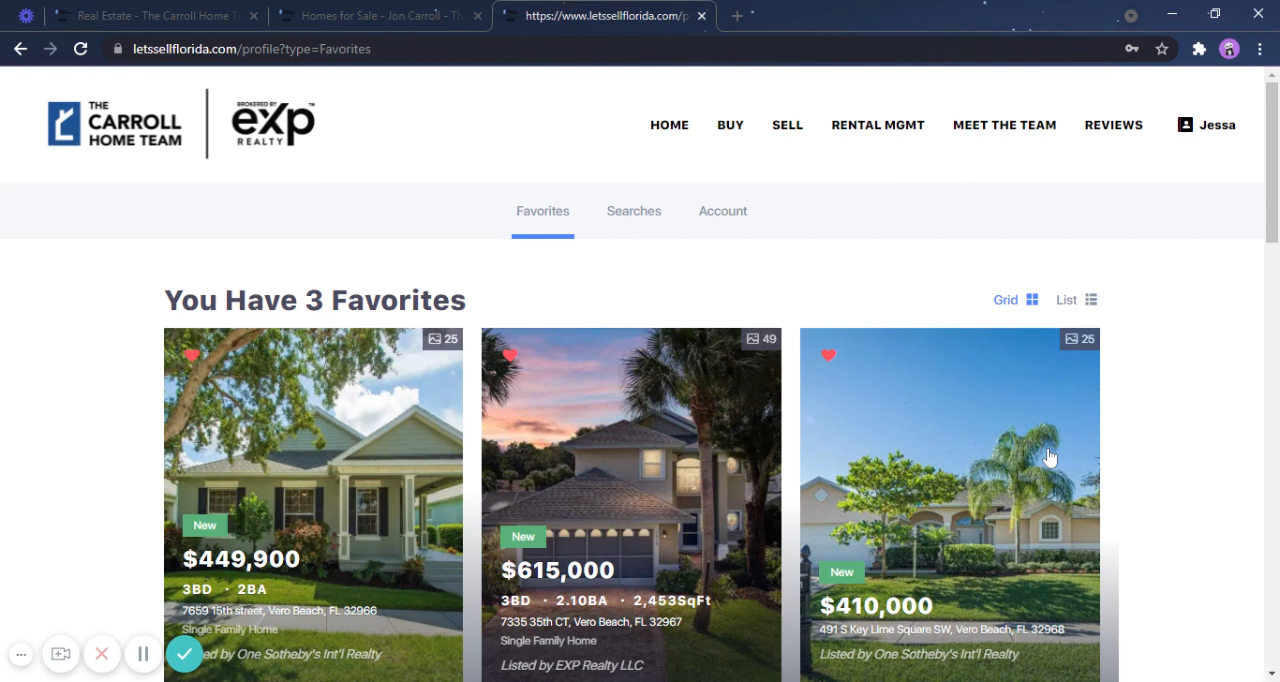 Real Estate - The Carroll Home T
Homes for Sale - Jon Carroll - Th
https://www.letssellflorida.com/p
letssellflorida.com/profile?type=Favorites
THE
CARROLL
HOME TEAM
BROKERED BY
eXp™
REALTY
HOME
BUY
SELL
RENTAL MGMT
MEET THE TEAM
REVIEWS
Jessa
Favorites
Searches
Account
You Have 3 Favorites
Grid
List
25
New
$449,900
3BD · 2BA
7659 15th street, Vero Beach, FL 32966
Single Family Home
ed by One Sotheby's Int'l Realty
49
New
$615,000
3BD · 2.10BA · 2,453SqFt
7335 35th CT, Vero Beach, FL 32967
Single Family Home
Listed by EXP Realty LLC
25
New
$410,000
491 S Key Lime Square SW, Vero Beach, FL 32968
Listed by One Sotheby's Int'l Realty